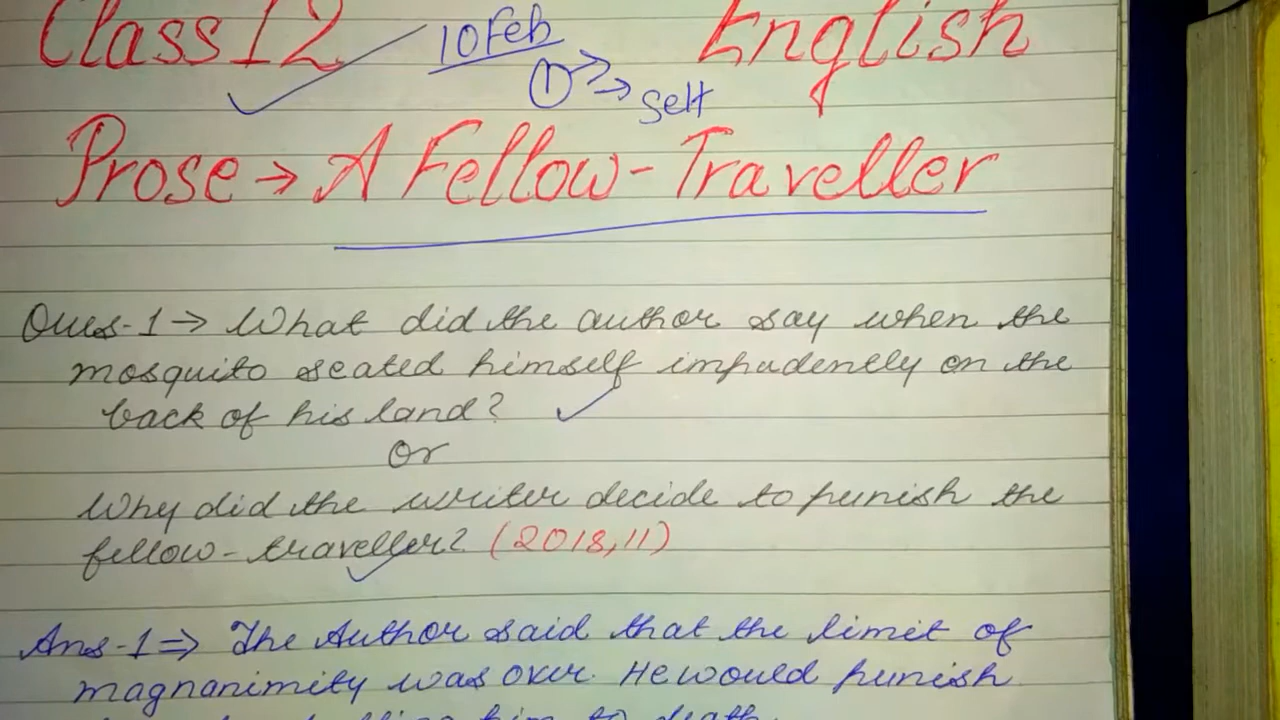 Class 12 10 Feb English
① → → Self
Prose → A Fellow-Traveller
Ques-1 → What did the author say when the
mosquito seated himself impudently on the
back of his land?
Or
Why did the writer decide to punish the
fellow-traveller? (2018,11)
Ans-1 ⇒ The Author said that the limit of
magnanimity was over. He would punish
him to death